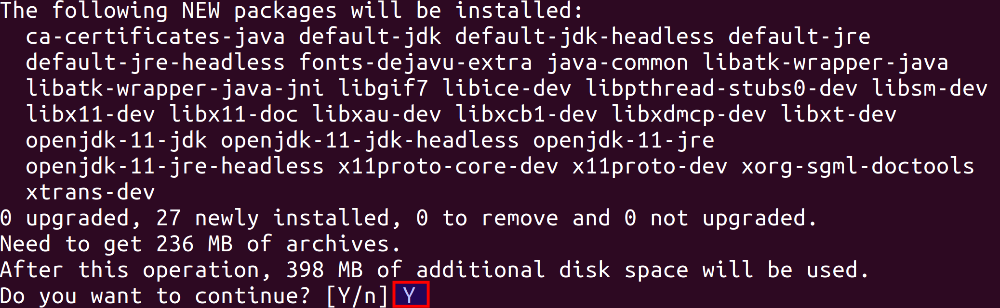 The following NEW packages will be installed:
  ca-certificates-java default-jdk default-jdk-headless default-jre
  default-jre-headless fonts-dejavu-extra java-common libatk-wrapper-java
  libatk-wrapper-java-jni libgif7 libice-dev libpthread-stubs0-dev libsm-dev
  libx11-dev libx11-doc libxau-dev libxcb1-dev libxdmcp-dev libxt-dev
  openjdk-11-jdk openjdk-11-jdk-headless openjdk-11-jre
  openjdk-11-jre-headless x11proto-core-dev x11proto-dev xorg-sgml-doctools
  xtrans-dev
0 upgraded, 27 newly installed, 0 to remove and 0 not upgraded.
Need to get 236 MB of archives.
After this operation, 398 MB of additional disk space will be used.
Do you want to continue? [Y/n] Y